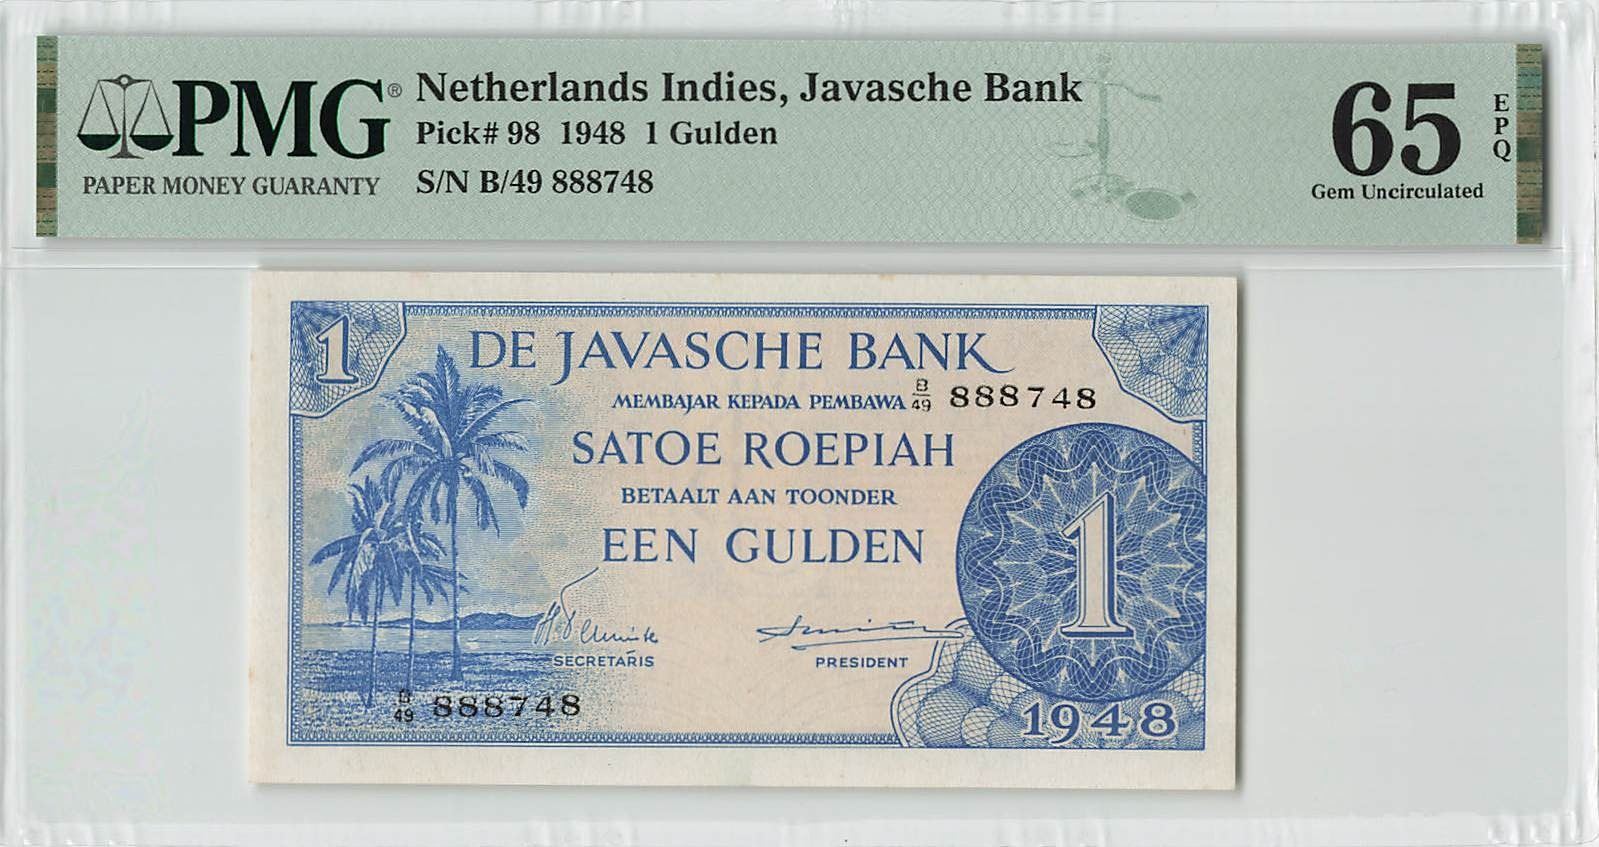 PMG®
PAPER MONEY GUARANTY
Netherlands Indies, Javasche Bank
Pick# 98 1948 1 Gulden
S/N B/49 888748
65
EPQ
Gem Uncirculated
1
DE JAVASCHE BANK
MEMBAJAR KEPADA PEMBAWA B/49 888748
SATOE ROEPIAH
BETAALT AAN TOONDER
EEN GULDEN
1
SECRETARIS
PRESIDENT
B/49 888748
1948